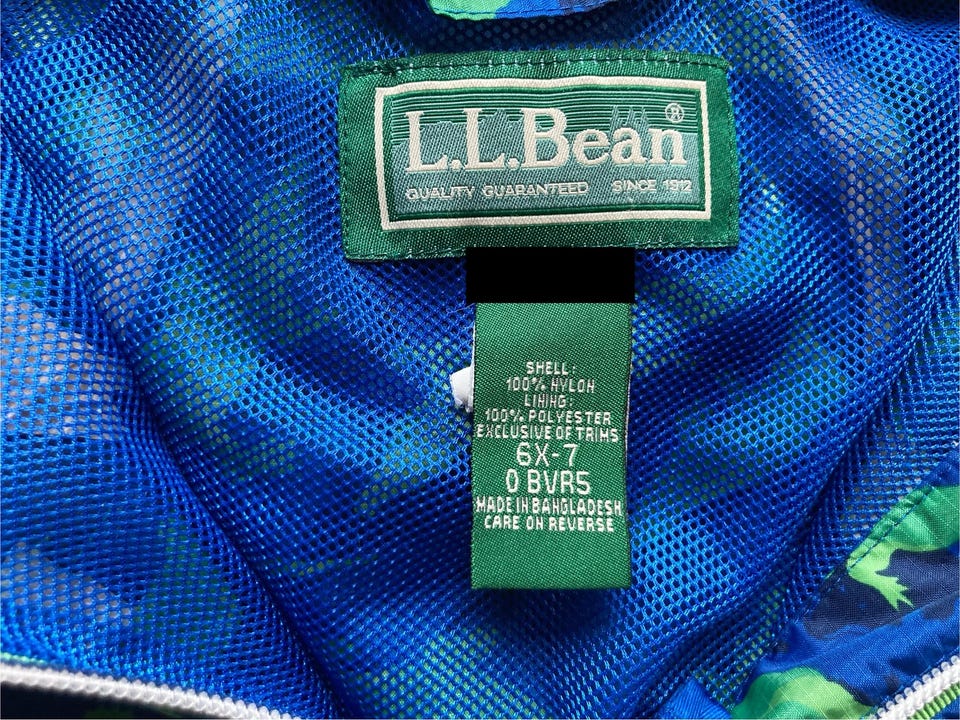 L.L.Bean®
QUALITY GUARANTEED SINCE 1912
SHELL:
100% NYLON
LINING:
100% POLYESTER
EXCLUSIVE OF TRIMS
6X-7
0 BVR5
MADE IN BANGLADESH
CARE ON REVERSE